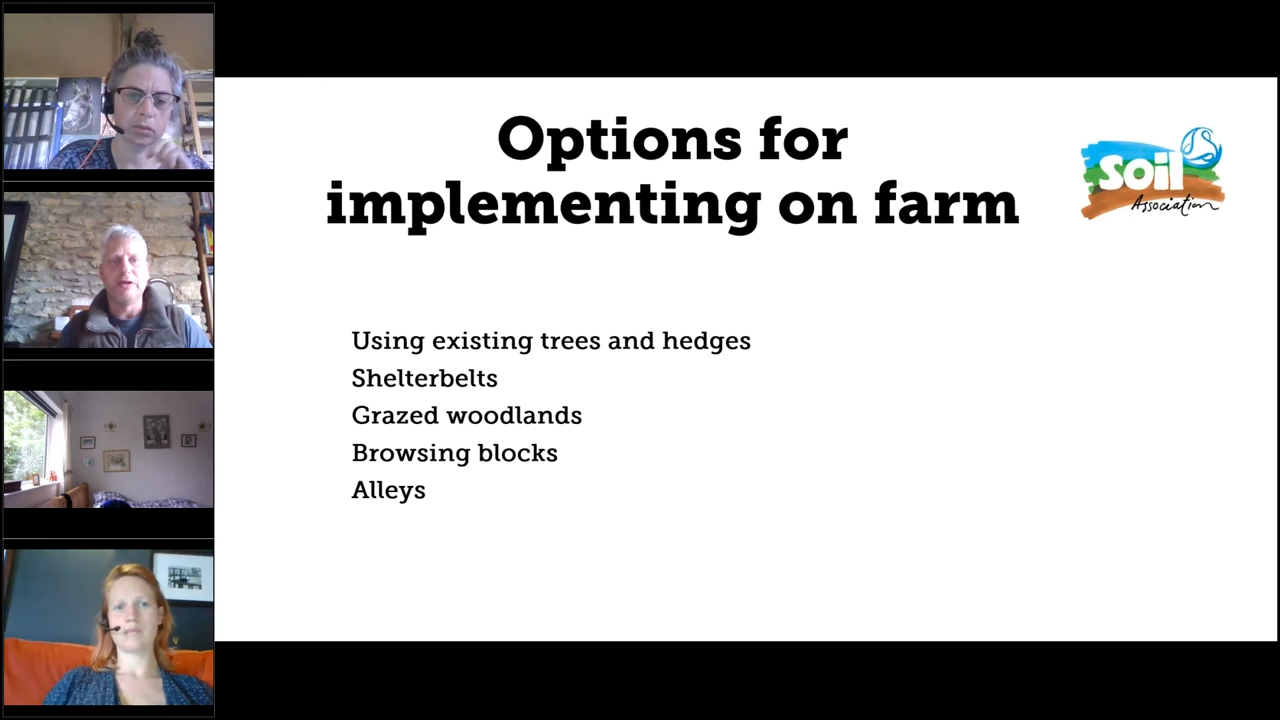 Options for
implementing on farm
Soil
Association
Using existing trees and hedges
Shelterbelts
Grazed woodlands
Browsing blocks
Alleys